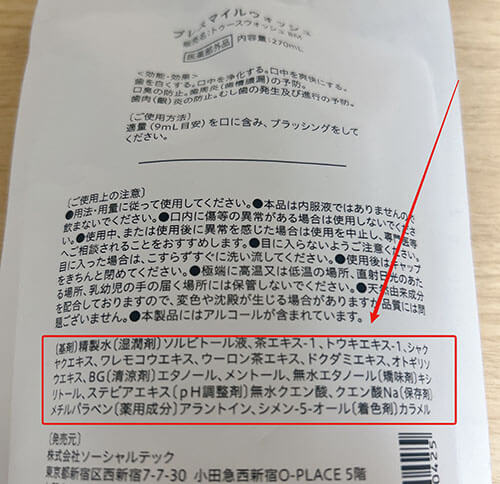 プレスマイルウォッシュ
販売名:トゥースウォッシュBM
医薬部外品 内容量:270mL
<効能・効果>
歯を白くする。口中を浄化する。口中を爽快にする。
口臭の防止。歯周炎(歯槽膿漏)の予防。
歯肉(齦)炎の予防。むし歯の発生及び進行の予防。
〔ご使用方法〕
適量(9mL目安)を口に含み、ブラッシングをして
ください。
〔ご使用上の注意〕
●用法・用量に従って使用してください。●本品は内服液ではありませんので
飲まないでください。●口内に傷等の異常がある場合は使用しないでくださ
い。●使用中、または使用後に異常を感じた場合は使用を中止し、専門医等
へご相談されることをおすすめします。●目に入らないようご注意ください。
目に入った場合は、こすらずすぐに洗い流してください。●使用後はキャップ
をきちんと閉めてください。●極端に高温又は低温の場所、直射日光のあ
たる場所、乳幼児の手の届く場所には保管しないでください。●天然由来成分
を配合しておりますので、変色や沈殿が生じる場合がありますが品質には問
題ございません。●本製品にはアルコールが含まれています。
〔基剤〕精製水〔湿潤剤〕ソルビトール液、茶エキス-1、トウキエキス-1、シャク
ヤクエキス、ワレモコウエキス、ウーロン茶エキス、ドクダミエキス、オトギリソ
ウエキス、BG〔清涼剤〕エタノール、メントール、無水エタノール〔矯味剤〕キシ
リトール、ステビアエキス〔pH調整剤〕無水クエン酸、クエン酸Na〔保存剤〕
メチルパラベン〔薬用成分〕アラントイン、シメン-5-オール〔着色剤〕カラメル
〔発売元〕
株式会社ソーシャルテック
東京都新宿区西新宿7-7-30 小田急西新宿O-PLACE 5階
0425